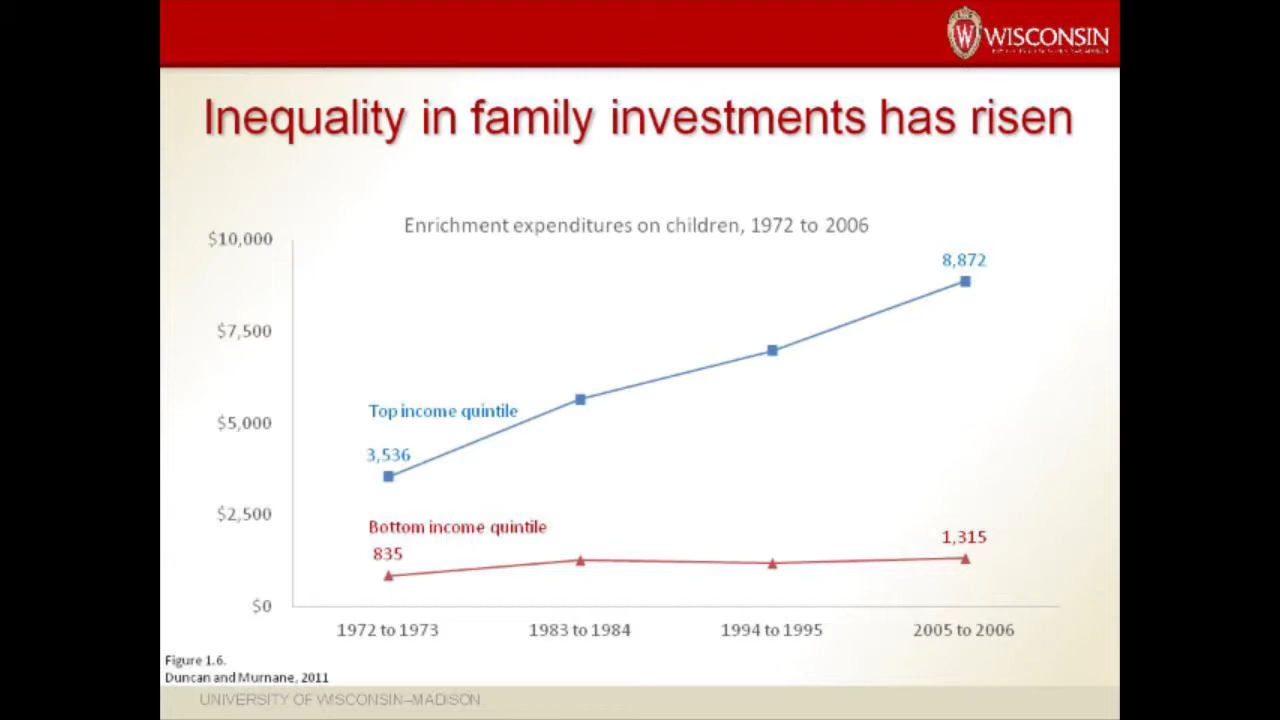 WISCONSIN
Inequality in family investments has risen
Enrichment expenditures on children, 1972 to 2006
$10,000
8,872
$7,500
Top income quintile
$5,000
3,536
$2,500
Bottom income quintile
835
1,315
$0
1972 to 1973 1983 to 1984 1994 to 1995 2005 to 2006
Figure 1.6.
Duncan and Murnane, 2011
UNIVERSITY OF WISCONSIN–MADISON